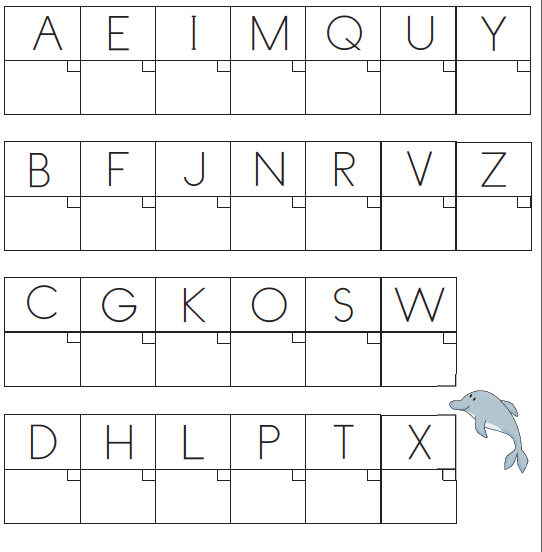 A E I M Q U Y
B F J N R V Z
C G K O S W
D H L P T X